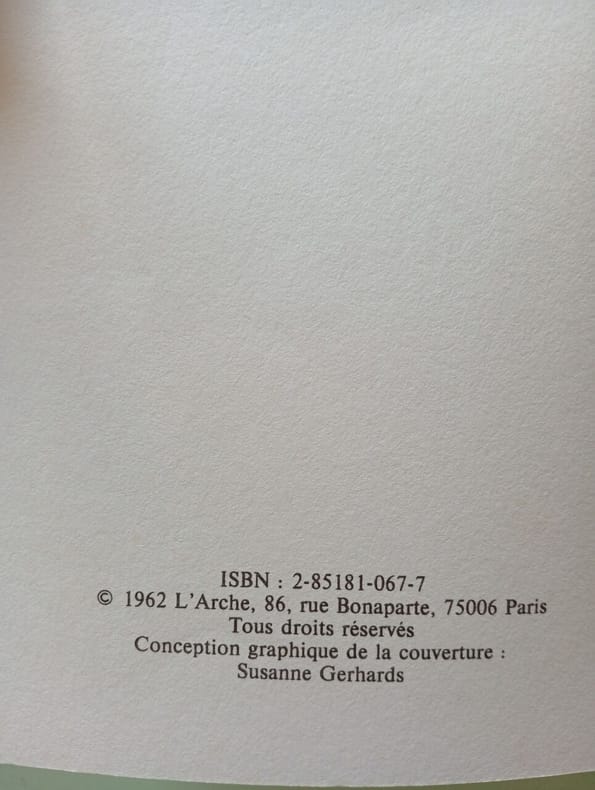 ISBN : 2-85181-067-7
© 1962 L'Arche, 86, rue Bonaparte, 75006 Paris
Tous droits réservés
Conception graphique de la couverture :
Susanne Gerhards